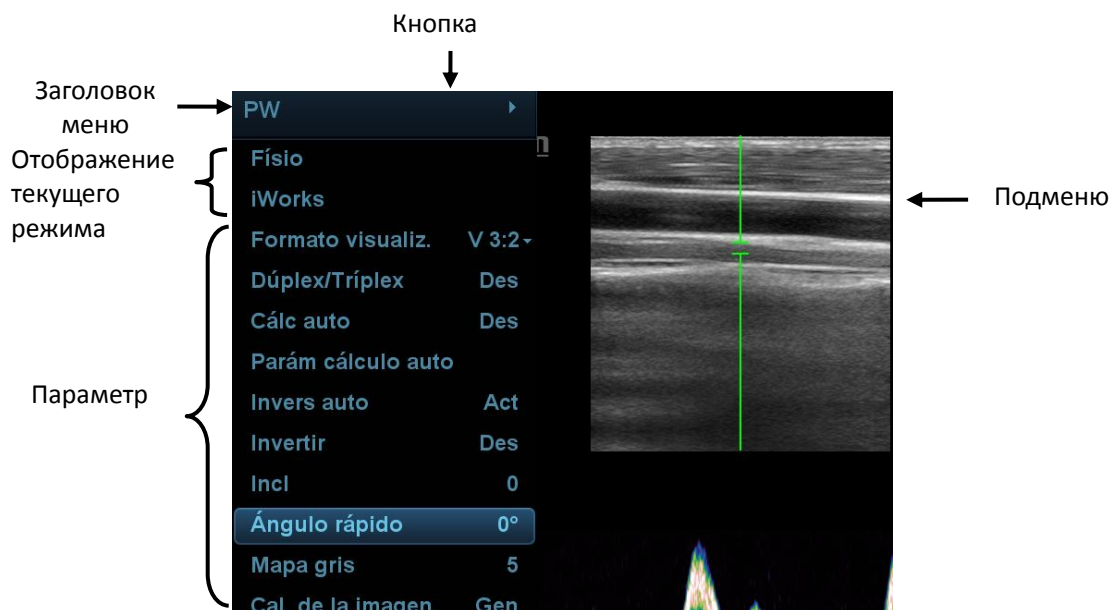 Кнопка
Заголовок
меню
Отображение
текущего
режима
Параметр
PW
Físio
iWorks
Formato visualiz. V 3:2
Dúplex/Tríplex Des
Cálc auto Des
Parám cálculo auto
Invers auto Act
Invertir Des
Incl 0
Ángulo rápido 0°
Mapa gris 5
Cal. de la imagen Gen
Подменю